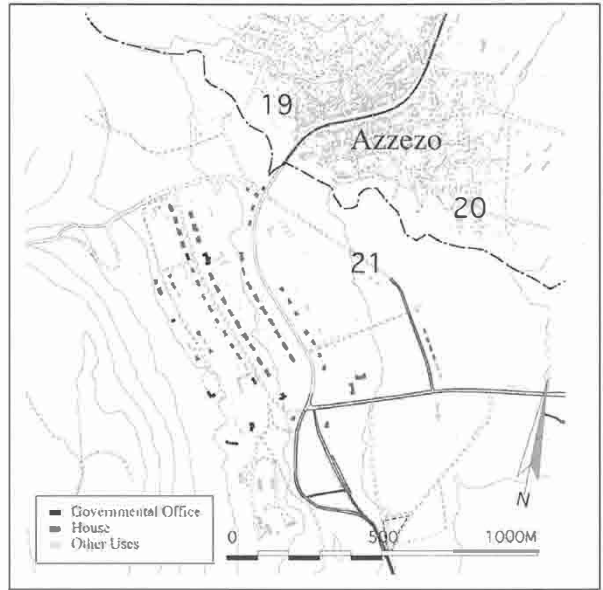 19
Azzezo
20
21
N
Governmental Office
House
Other Uses
0 500 1000M